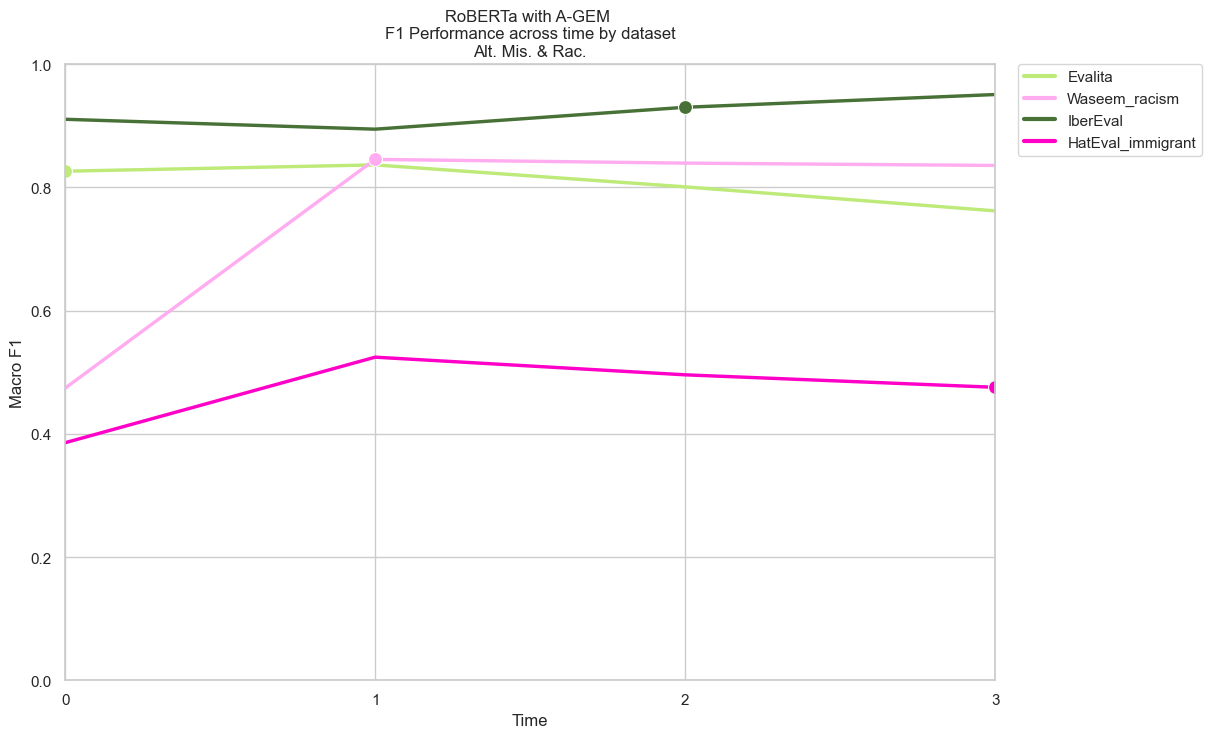 RoBERTa with A-GEM
F1 Performance across time by dataset
Alt. Mis. & Rac.
Evalita
Waseem_racism
IberEval
HatEval_immigrant
Macro F1
1.0
0.8
0.6
0.4
0.2
0.0
0
1
2
3
Time